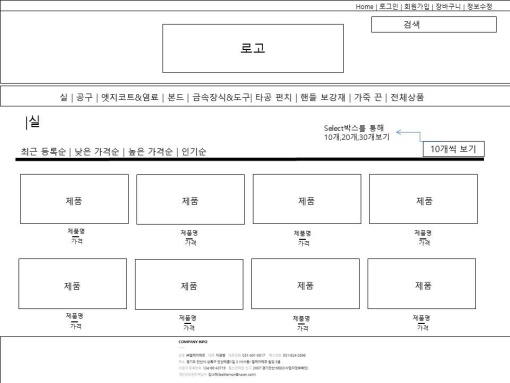 Home | 로그인 | 회원가입 | 장바구니 | 정보수정
검색
로고
실 | 공구 | 엣지코트&염료 | 본드 | 금속장식&도구| 타공 펀치 | 핸들 보강재 | 가죽 끈 | 전체상품
|실
Select박스를 통해
10개,20개,30개보기
최근 등록순 | 낮은 가격순 | 높은 가격순 | 인기순
10개씩 보기
제품 제품 제품 제품
제품명 제품명 제품명 제품명
가격 가격 가격 가격
제품 제품 제품 제품
제품명 제품명 제품명 제품명
가격 가격 가격 가격
COMPANY INFO